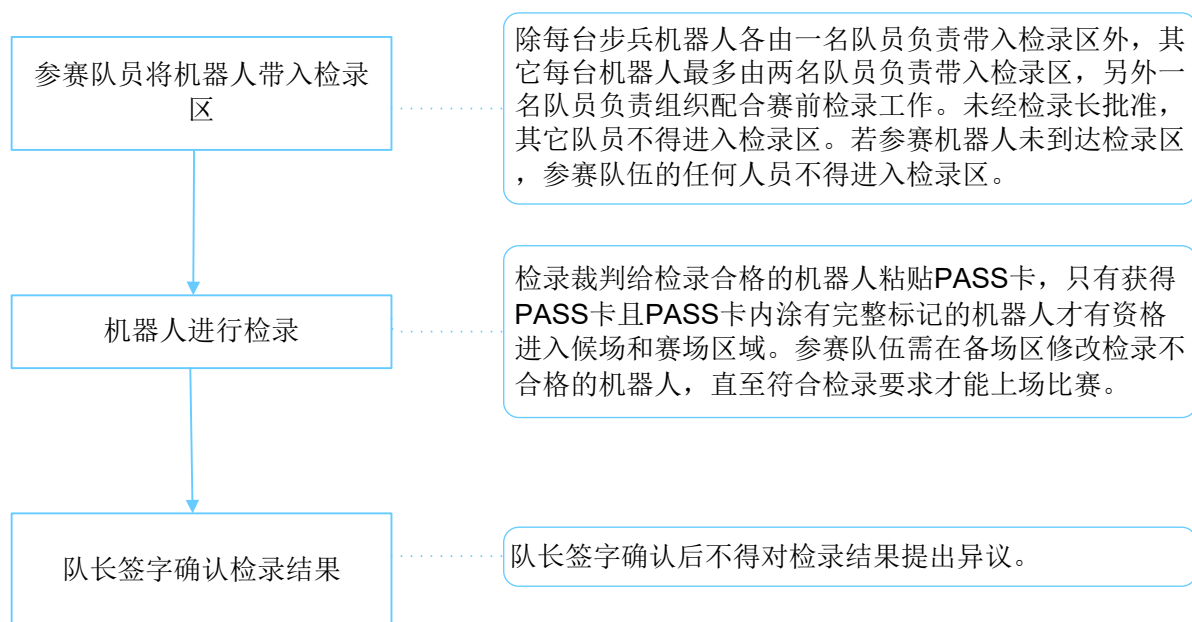 参赛队员将机器人带入检录
区
除每台步兵机器人各由一名队员负责带入检录区外，其
它每台机器人最多由两名队员负责带入检录区，另外一
名队员负责组织配合赛前检录工作。未经检录长批准，
其它队员不得进入检录区。若参赛机器人未到达检录区
，参赛队伍的任何人员不得进入检录区。
机器人进行检录
检录裁判给检录合格的机器人粘贴PASS卡，只有获得
PASS卡且PASS卡内涂有完整标记的机器人才有资格
进入候场和赛场区域。参赛队伍需在备场区修改检录不
合格的机器人，直至符合检录要求才能上场比赛。
队长签字确认检录结果
队长签字确认后不得对检录结果提出异议。